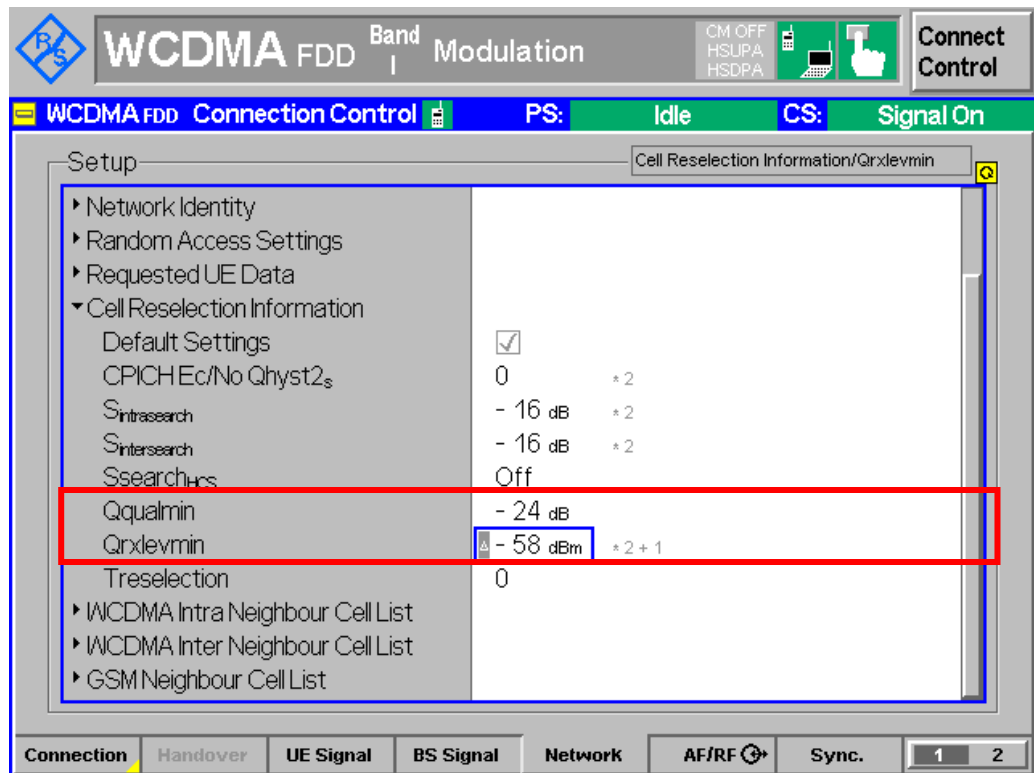 R S WCDMA FDD Band I Modulation CM OFF HSUPA HSDPA Connect Control
WCDMA FDD Connection Control PS: Idle CS: Signal On
Setup Cell Reselection Information/Qrxlevmin
Network Identity
Random Access Settings
Requested UE Data
Cell Reselection Information
Default Settings
CPICH Ec/No Qhyst2s 0 * 2
Sintrasearch - 16 dB * 2
Sintersearch - 16 dB * 2
SsearchHCS Off
Qqualmin - 24 dB
Qrxlevmin - 58 dBm * 2 + 1
Treselection 0
WCDMA Intra Neighbour Cell List
WCDMA Inter Neighbour Cell List
GSM Neighbour Cell List
Connection Handover UE Signal BS Signal Network AF/RF Sync. 1 2